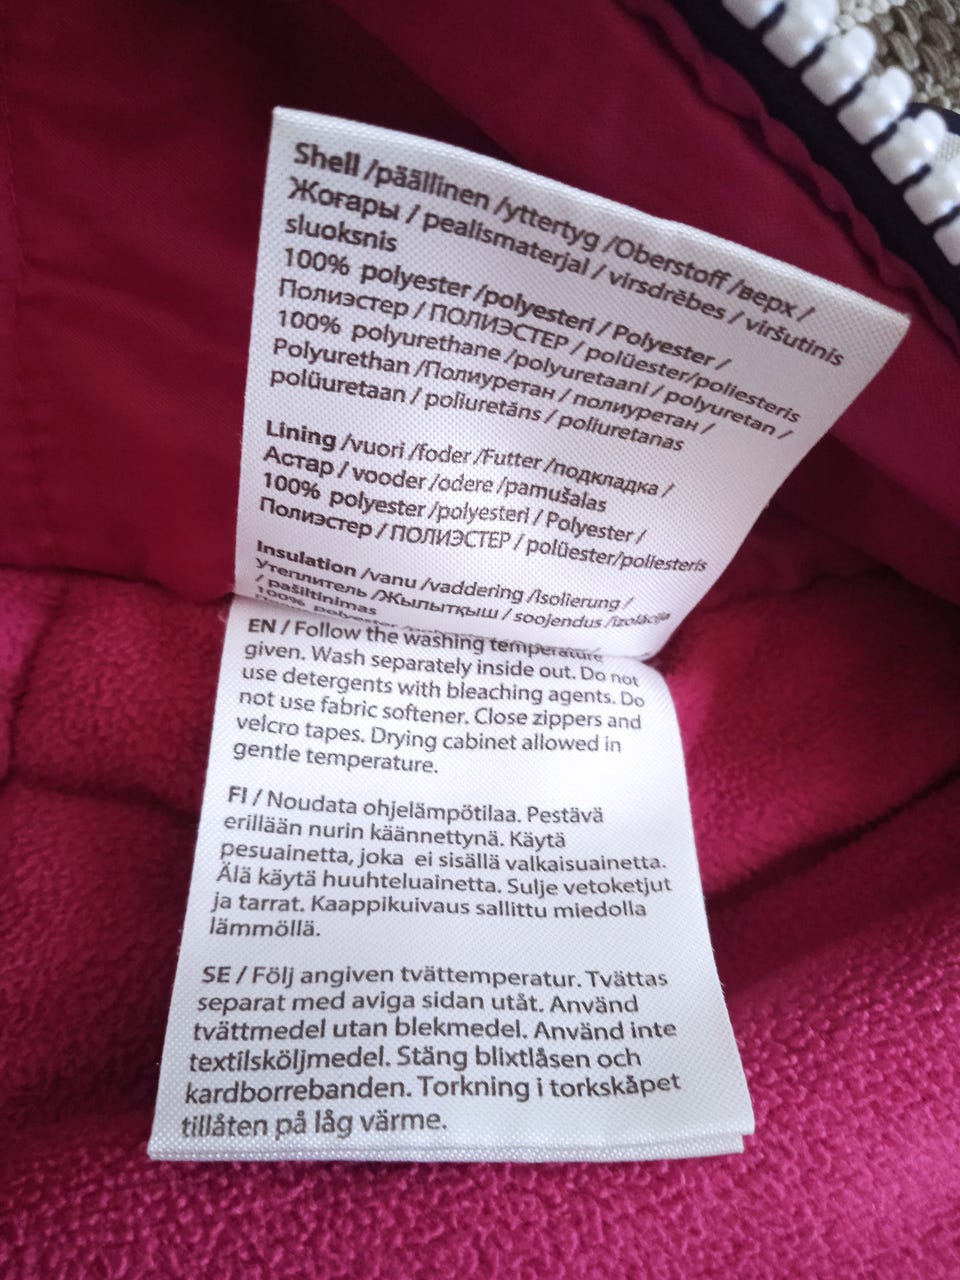 Shell /päällinen /yttertyg /Oberstoff /верх /
Жоғары / pealismaterjal / virsdrēbes / viršutinis
sluoksnis
100% polyester /polyesteri / Polyester /
Полиэстер / ПОЛИЭСТЕР / polüester/poliesteris
100% polyurethane /polyuretaani / polyuretan /
Polyurethan /Полиуретан / полиуретан /
polüuretaan / poliuretāns / poliuretanas
Lining /vuori /foder /Futter /подкладка /
Астар / vooder /odere /pamušalas
100% polyester /polyesteri / Polyester /
Полиэстер / ПОЛИЭСТЕР / polüester/poliesteris
Insulation /vanu /vaddering /Isolierung /
утеплитель /Жылытқыш / soojendus /izolācija
/ pašiltinimas
100% polyester
EN / Follow the washing temperature
given. Wash separately inside out. Do not
use detergents with bleaching agents. Do
not use fabric softener. Close zippers and
velcro tapes. Drying cabinet allowed in
gentle temperature.
FI / Noudata ohjelämpötilaa. Pestävä
erillään nurin käännettynä. Käytä
pesuainetta, joka ei sisällä valkaisuainetta.
Älä käytä huuhteluainetta. Sulje vetoketjut
ja tarrat. Kaappikuivaus sallittu miedolla
lämmöllä.
SE / Följ angiven tvättemperatur. Tvättas
separat med aviga sidan utåt. Använd
tvättmedel utan blekmedel. Använd inte
textilsköljmedel. Stäng blixtlåsen och
kardborrebanden. Torkning i torkskåpet
tillåten på låg värme.